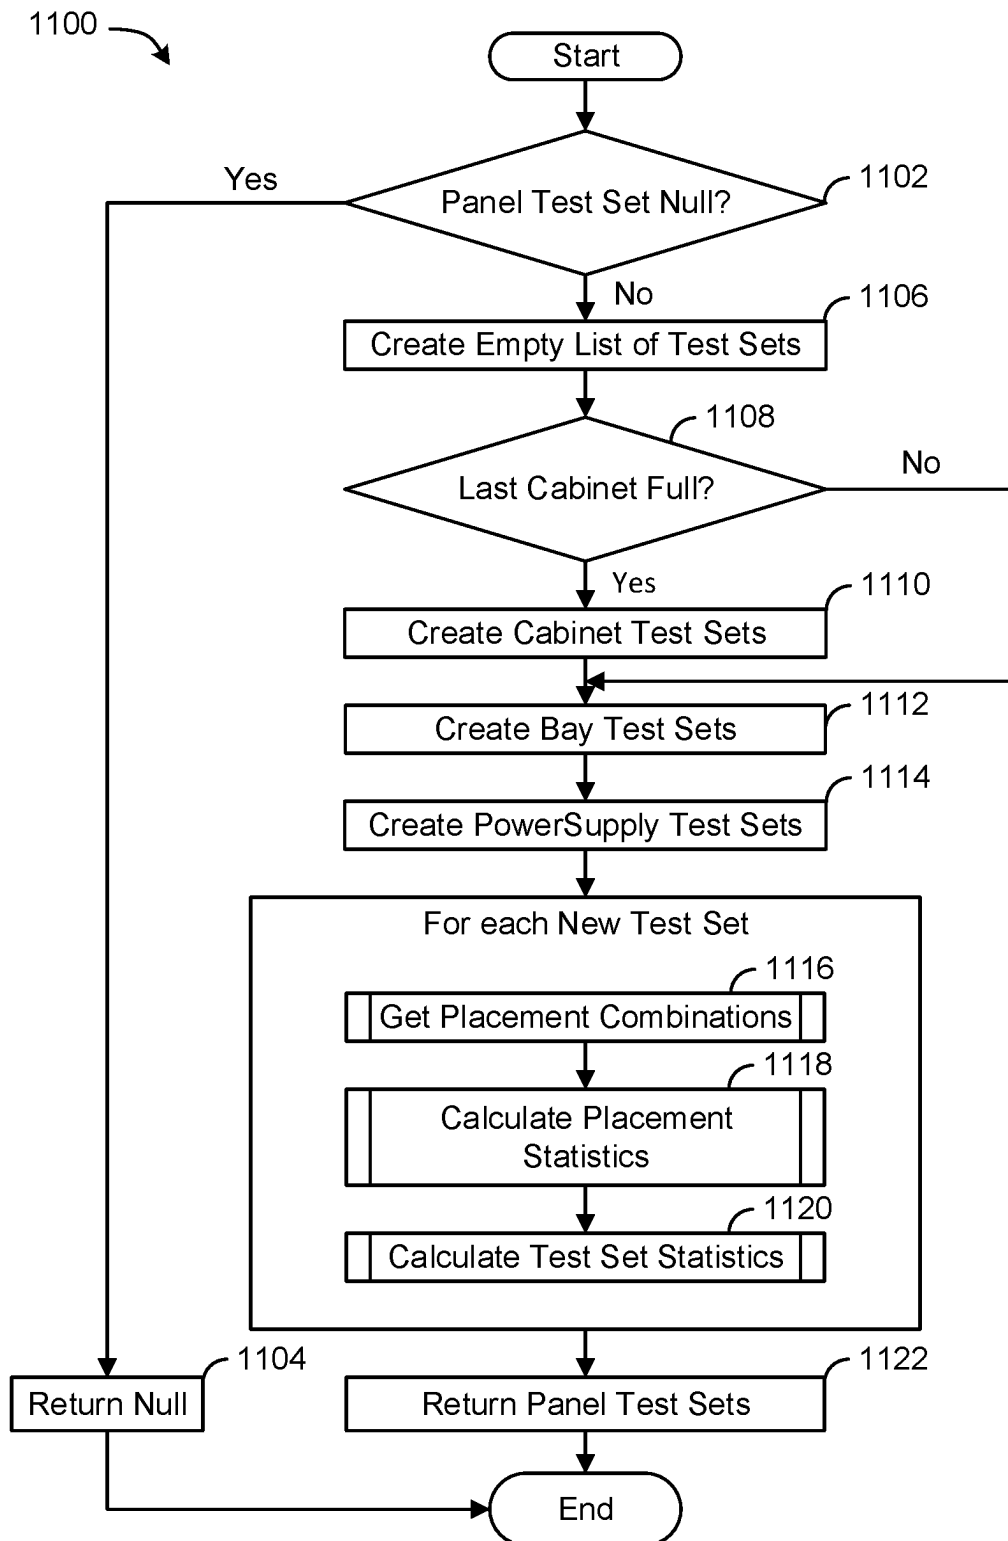 1100
Start
Yes
Panel Test Set Null?
1102
No
1106
Create Empty List of Test Sets
1108
Last Cabinet Full?
No
Yes
1110
Create Cabinet Test Sets
1112
Create Bay Test Sets
1114
Create PowerSupply Test Sets
For each New Test Set
1116
Get Placement Combinations
1118
Calculate Placement
Statistics
1120
Calculate Test Set Statistics
1104
Return Null
1122
Return Panel Test Sets
End